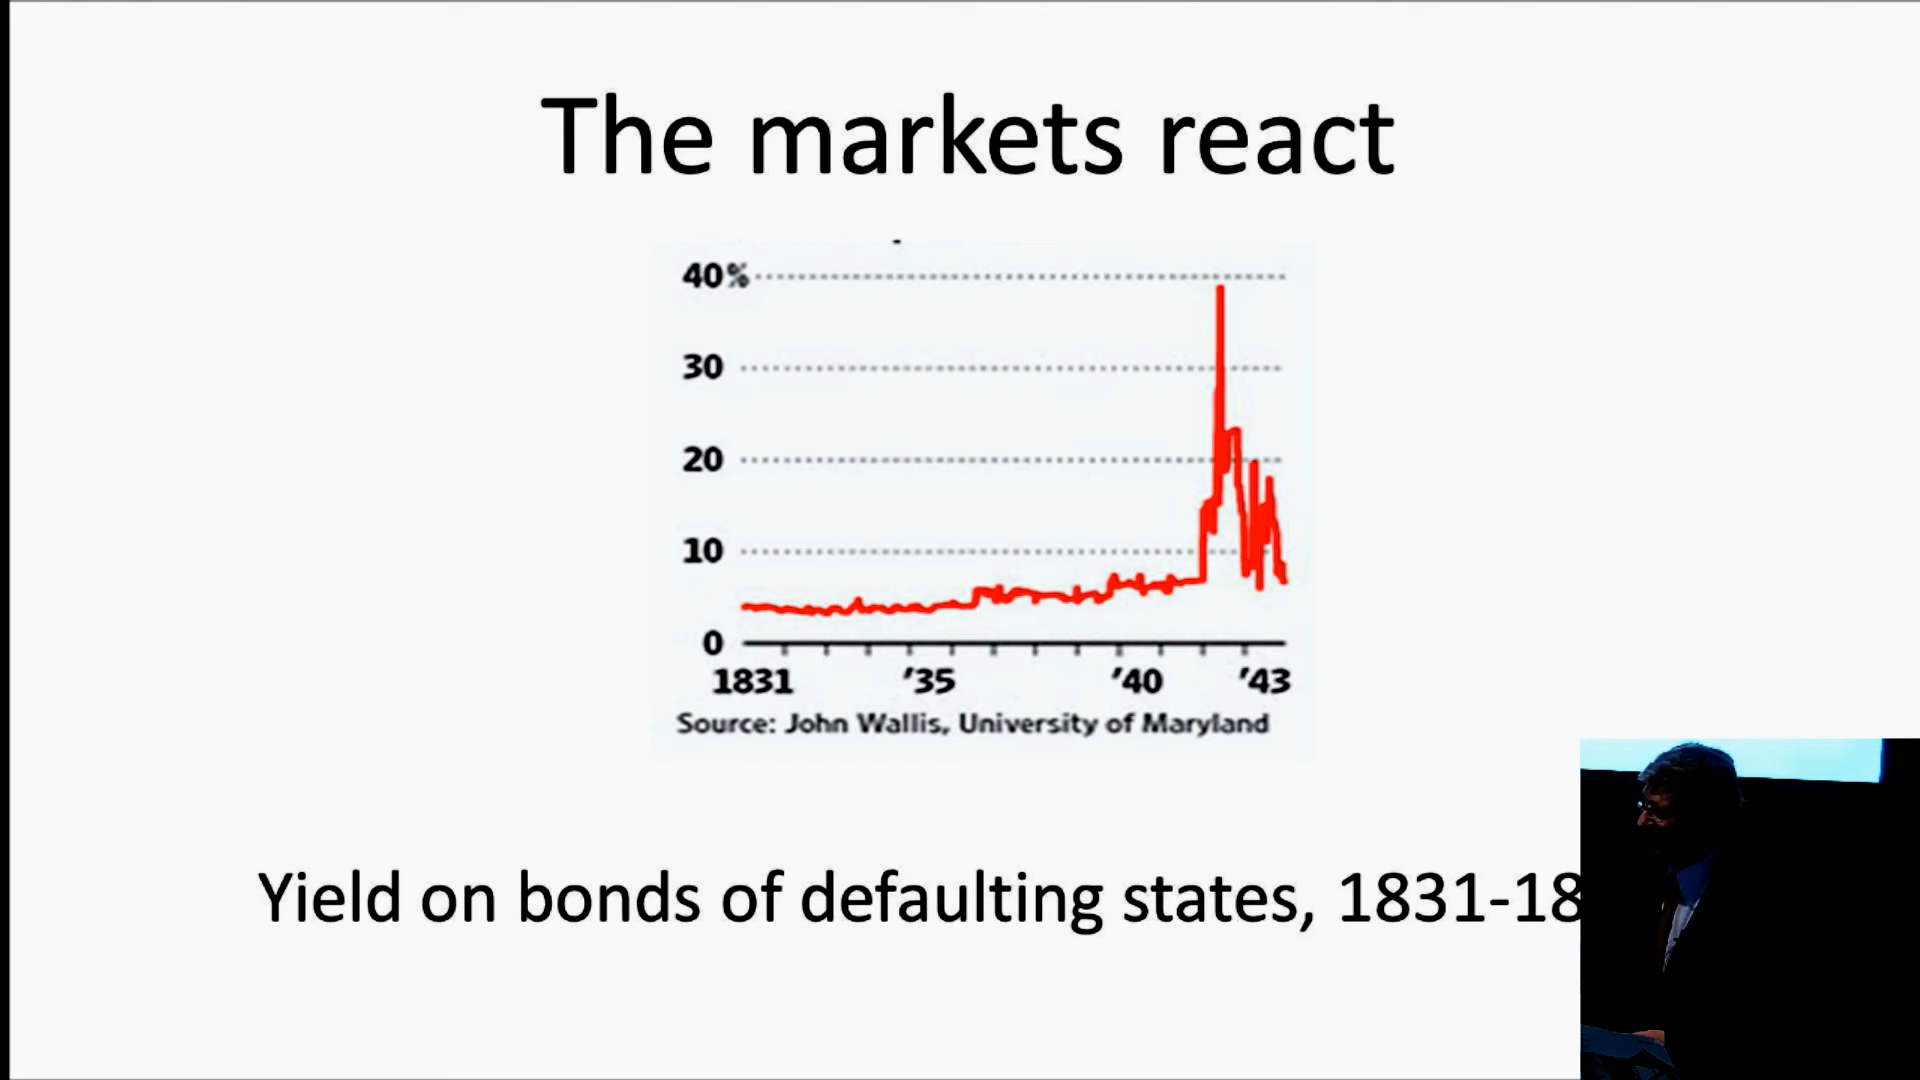 The markets react
40%
30
20
10
0
1831 '35 '40 '43
Source: John Wallis, University of Maryland
Yield on bonds of defaulting states, 1831-18